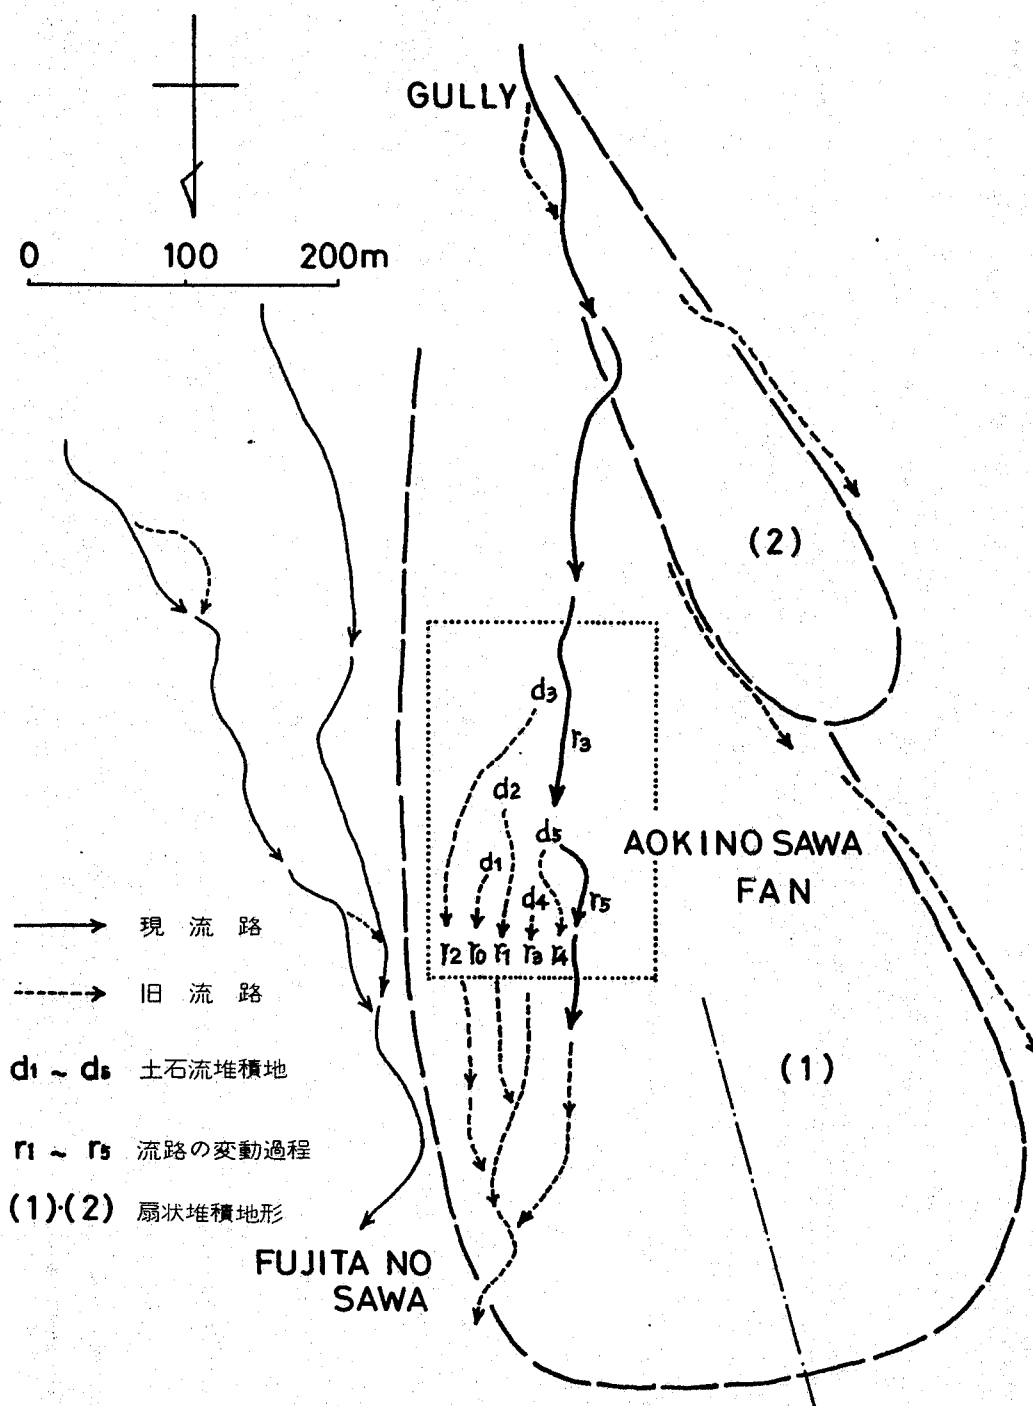 GULLY
0 100 200m
(2)
d3
r3
d2
d5
AOKINO SAWA
FAN
d1
d4
r5
r2 r0 r1 r3 r4
現流路
旧流路
d1 ~ d5 土石流堆積地
(1)
r1 ~ r5 流路の変動過程
(1)·(2) 扇状堆積地形
FUJITA NO
SAWA